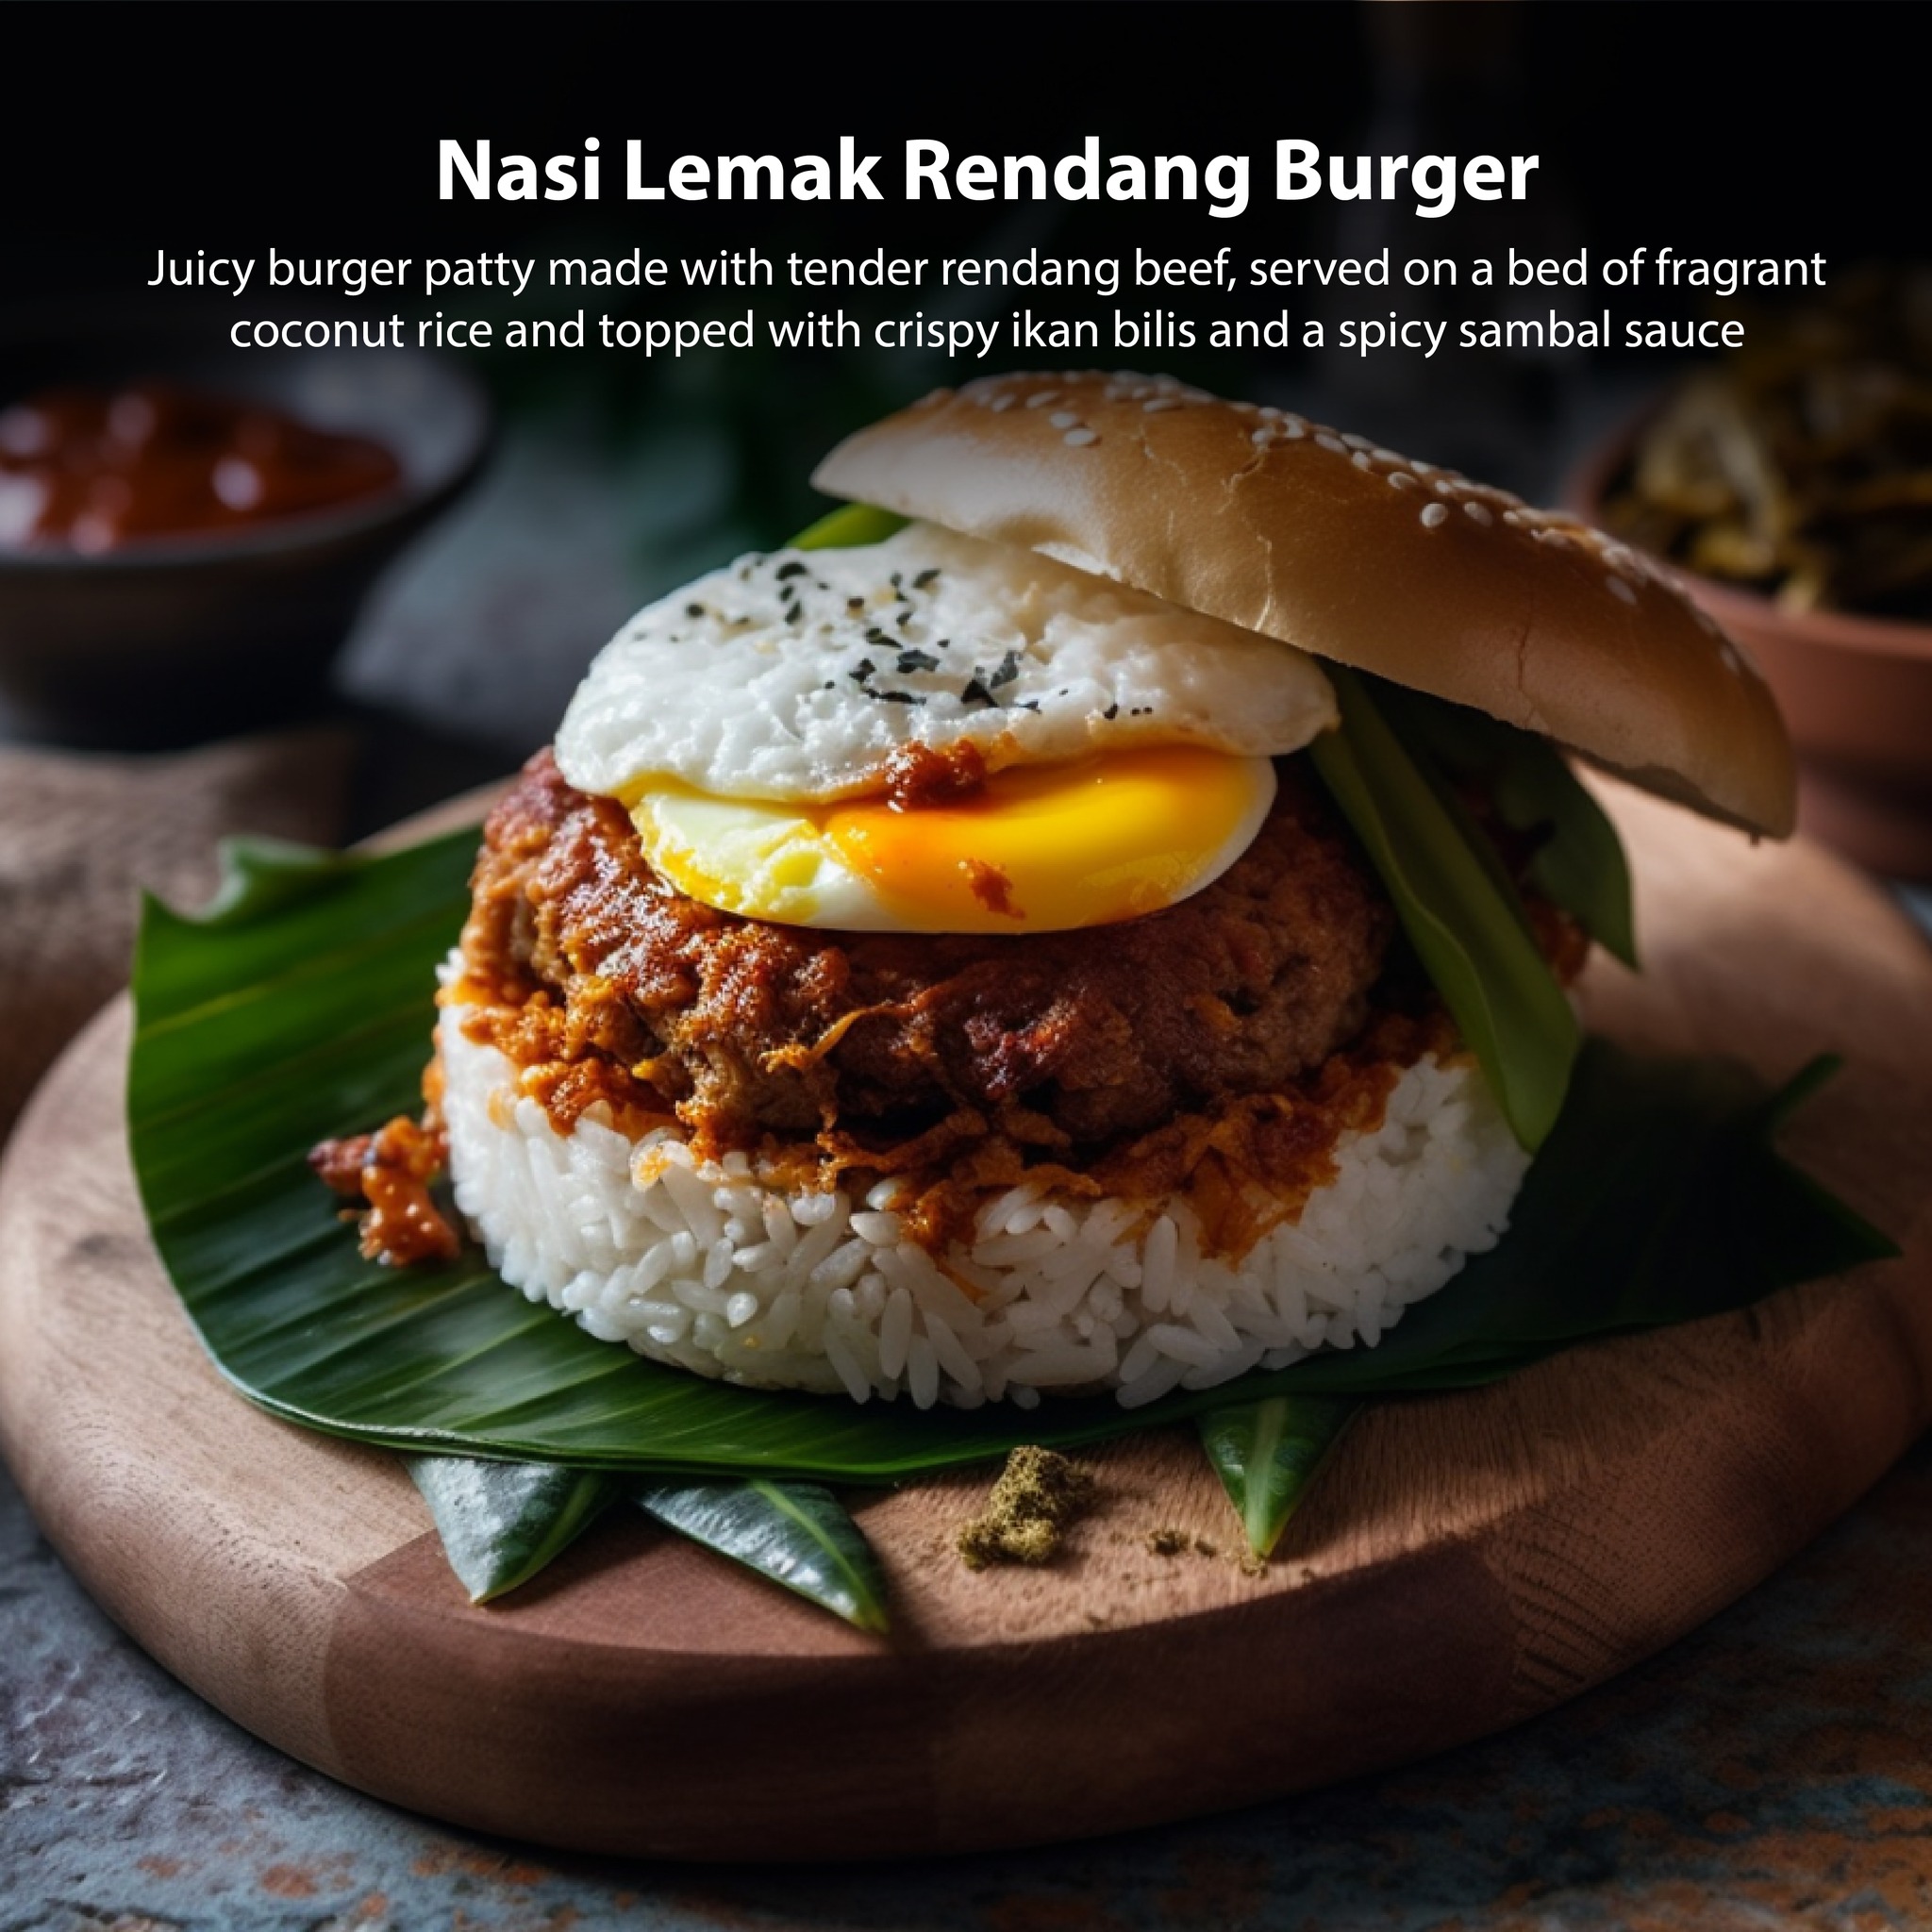 Nasi Lemak Rendang Burger
Juicy burger patty made with tender rendang beef, served on a bed of fragrant
coconut rice and topped with crispy ikan bilis and a spicy sambal sauce